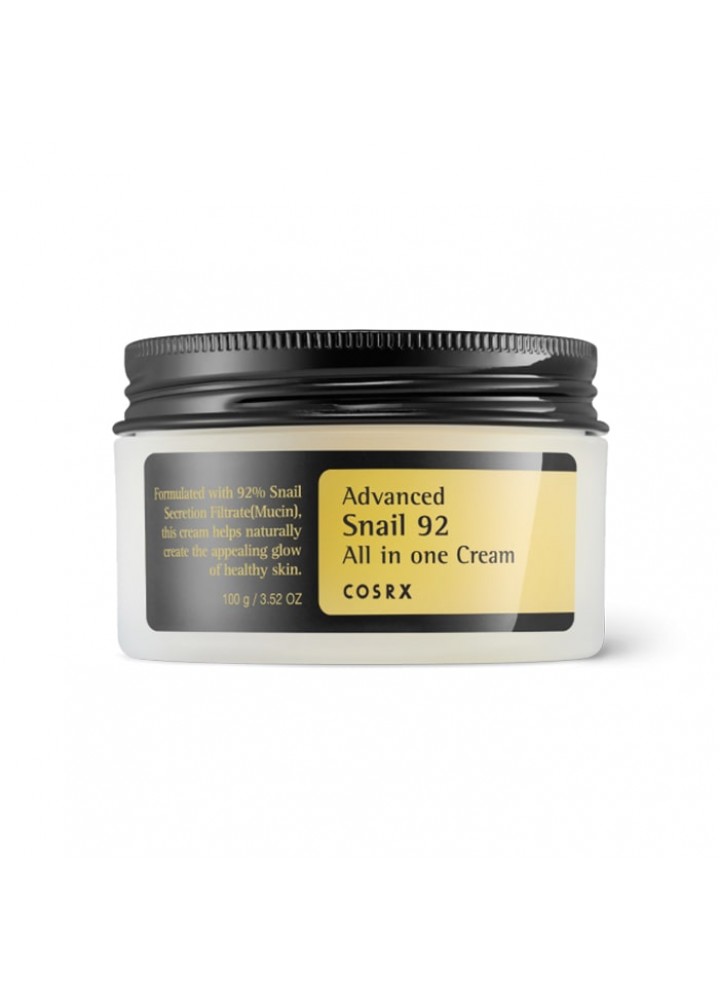 Formulated with 92% Snail
Secretion Filtrate(Mucin),
this cream helps naturally
create the appealing glow
of healthy skin.
100 g / 3.52 OZ
Advanced
Snail 92
All in one Cream
COSRX